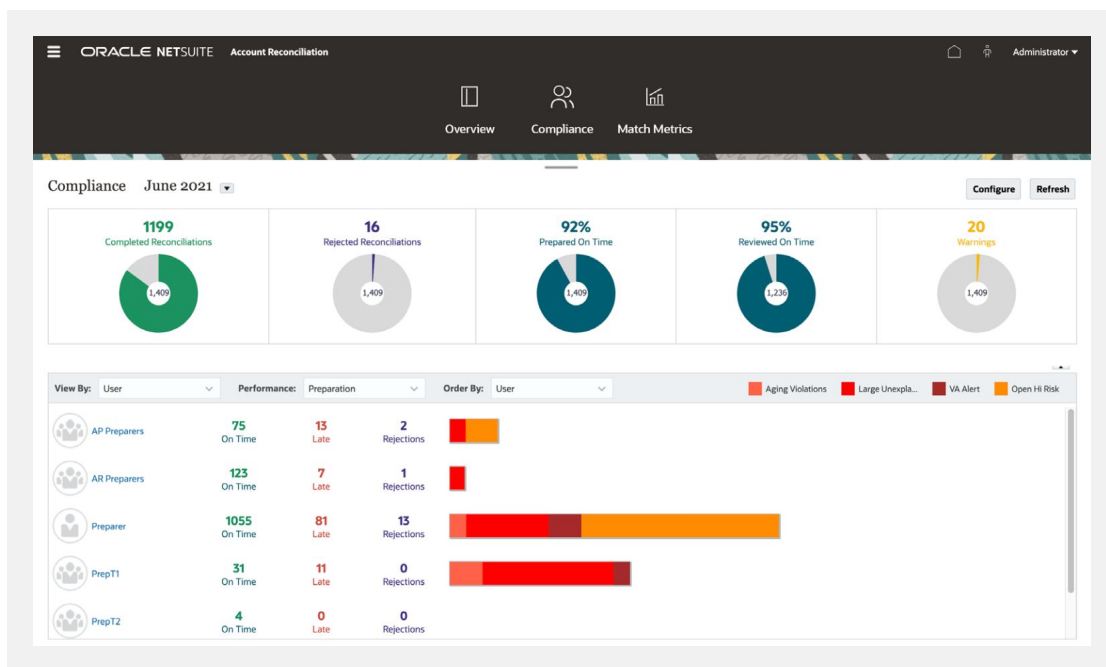 ORACLE NETSUITE Account Reconciliation
Administrator
Overview Compliance Match Metrics
Compliance June 2021
Configure Refresh
1199 16 92% 95% 20
Completed Reconciliations Rejected Reconciliations Prepared On Time Reviewed On Time Warnings
1,409 1,409 1,409 1,236 1,409
View By: User Performance: Preparation Order By: User Aging Violations Large Unexpla... VA Alert Open Hi Risk
AP Preparers 75 13 2
On Time Late Rejections
AR Preparers 123 7 1
On Time Late Rejections
Preparer 1055 81 13
On Time Late Rejections
PrepT1 31 11 0
On Time Late Rejections
PrepT2 4 0 0
On Time Late Rejections